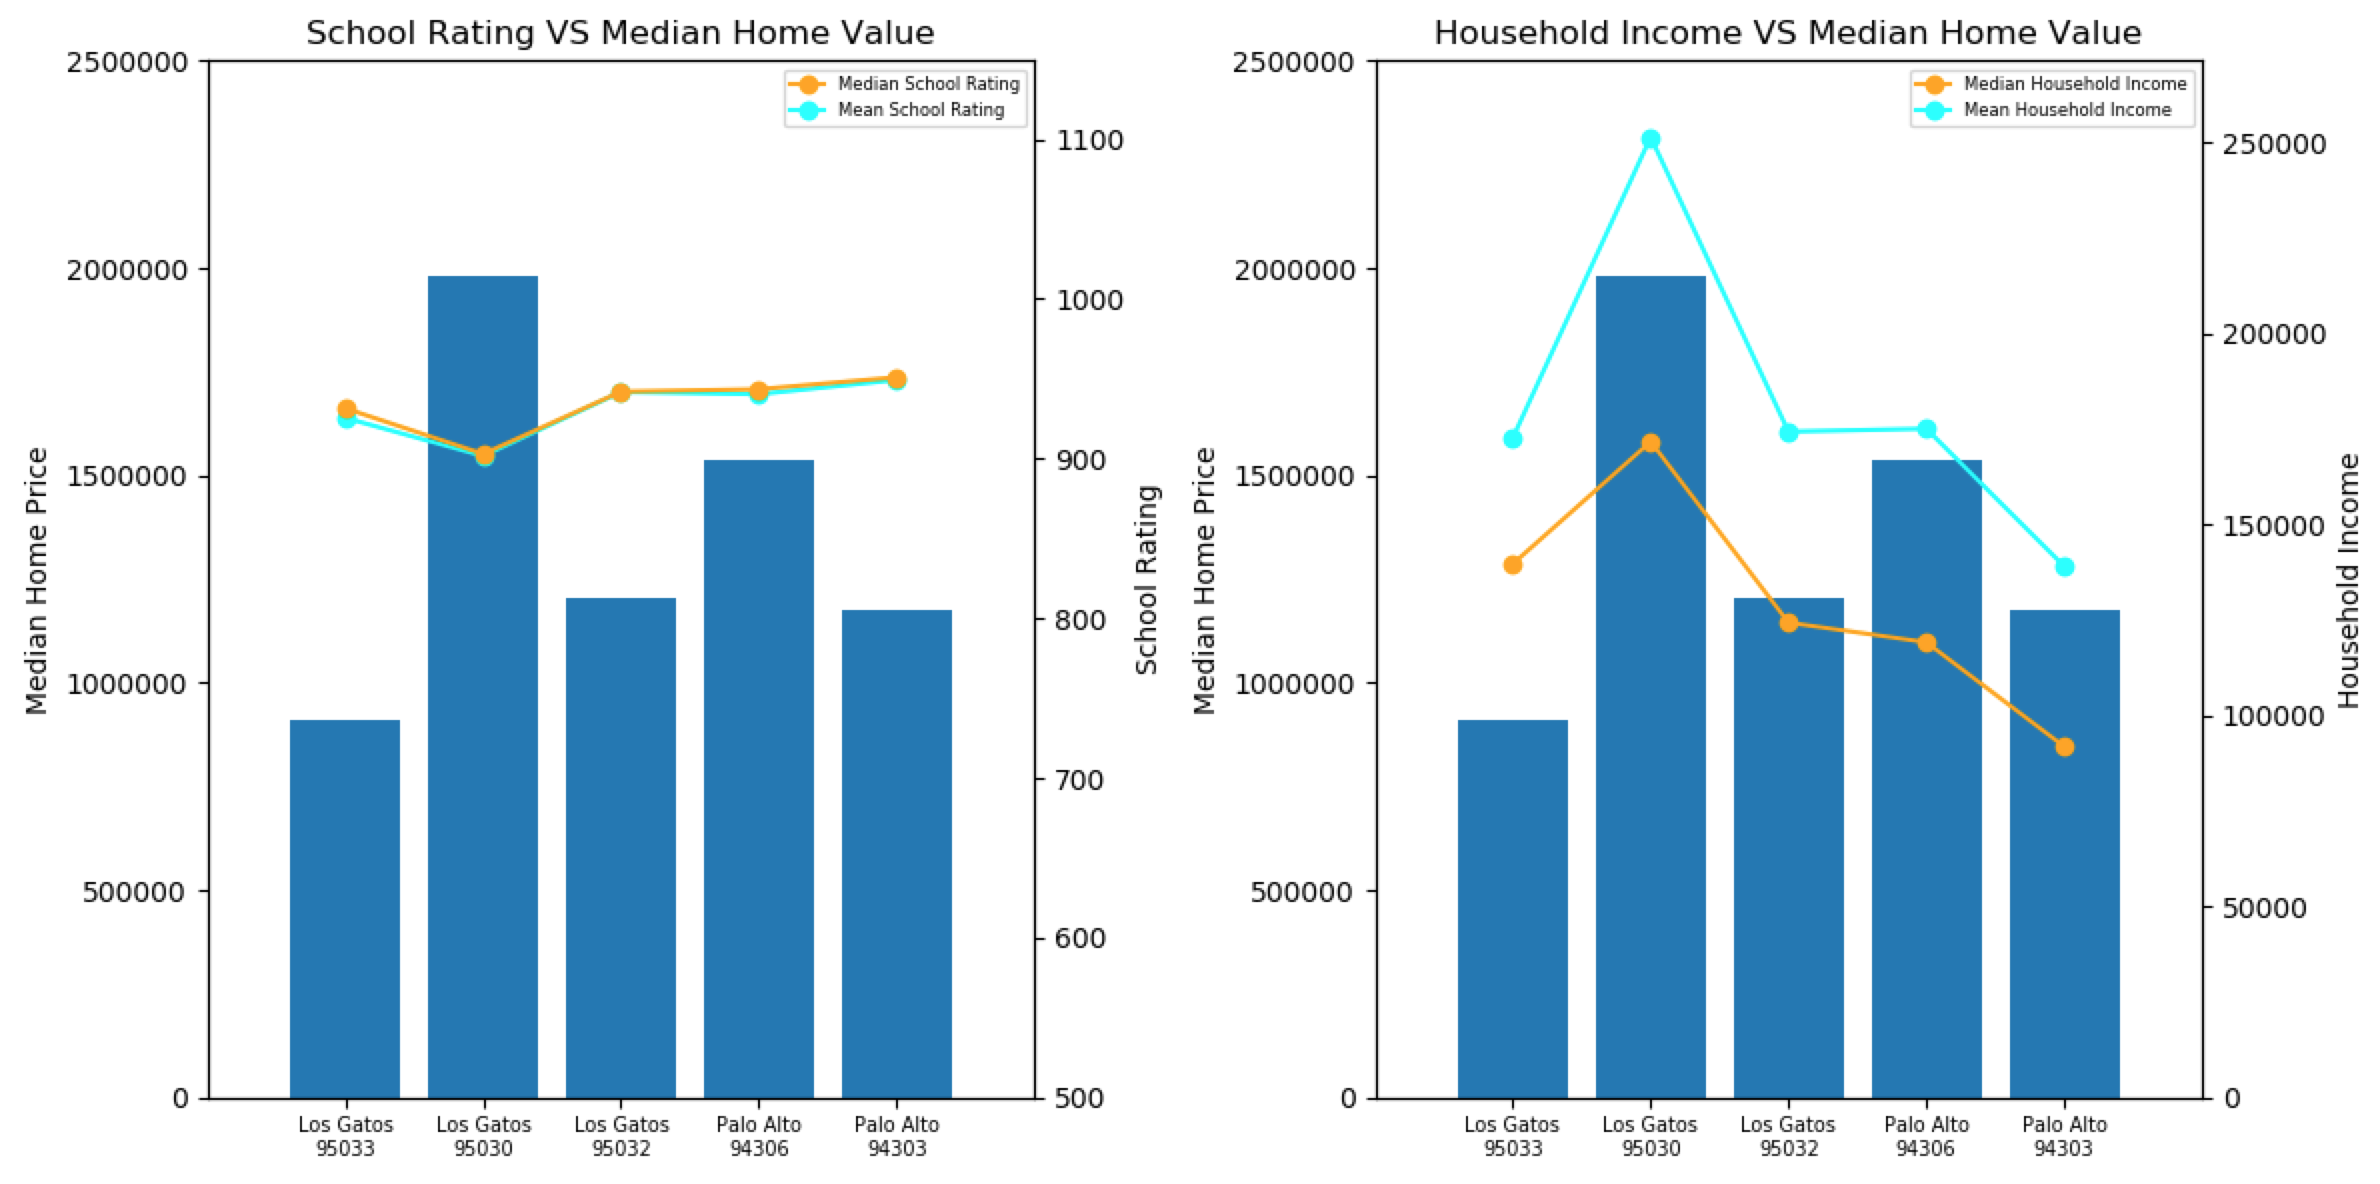 School Rating VS Median Home Value
2500000
2000000
1500000
1000000
500000
0
Median Home Price
Median School Rating
Mean School Rating
1100
1000
900
800
700
600
500
School Rating
Los Gatos
95033
Los Gatos
95030
Los Gatos
95032
Palo Alto
94306
Palo Alto
94303
Household Income VS Median Home Value
2500000
2000000
1500000
1000000
500000
0
Median Home Price
Median Household Income
Mean Household Income
250000
200000
150000
100000
50000
0
Household Income
Los Gatos
95033
Los Gatos
95030
Los Gatos
95032
Palo Alto
94306
Palo Alto
94303